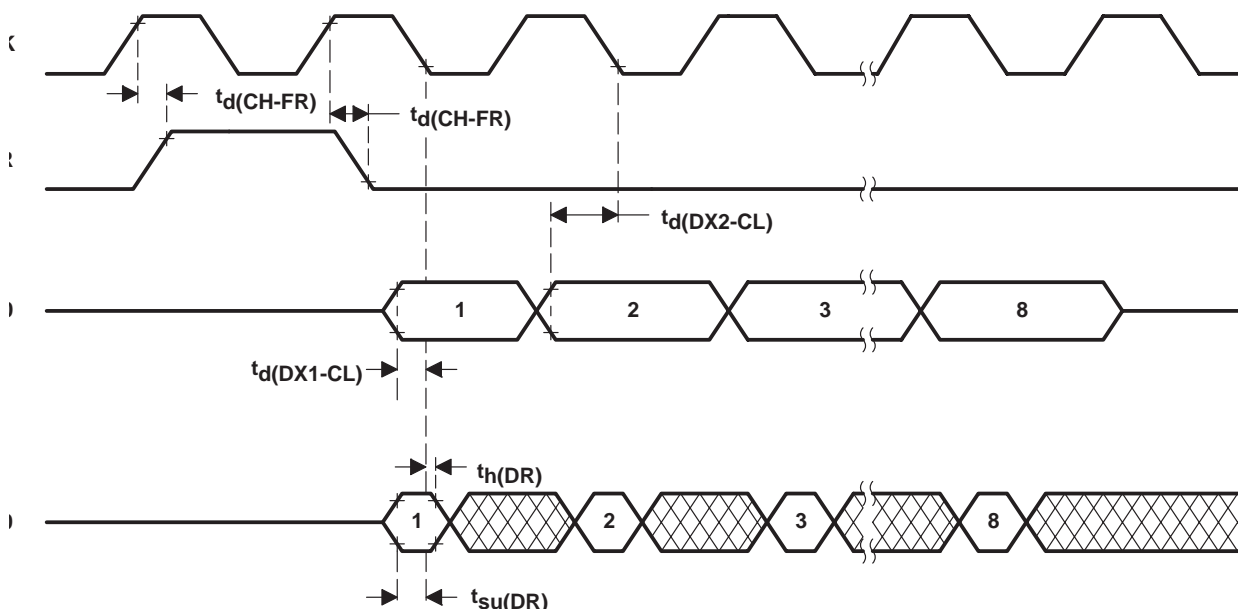 td(CH-FR)
td(CH-FR)
td(DX2-CL)
1 2 3 8
td(DX1-CL)
th(DR)
1 2 3 8
tsu(DR)